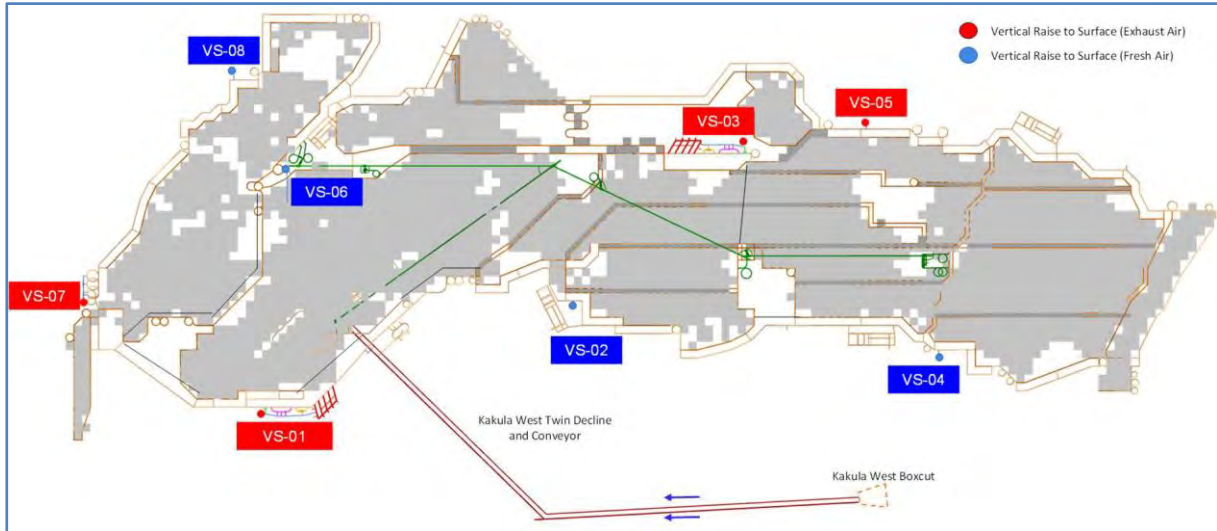 VS-08
Vertical Raise to Surface (Exhaust Air)
Vertical Raise to Surface (Fresh Air)
VS-05
VS-03
VS-06
VS-07
VS-02
VS-04
VS-01
Kakula West Twin Decline
and Conveyor
Kakula West Boxcut